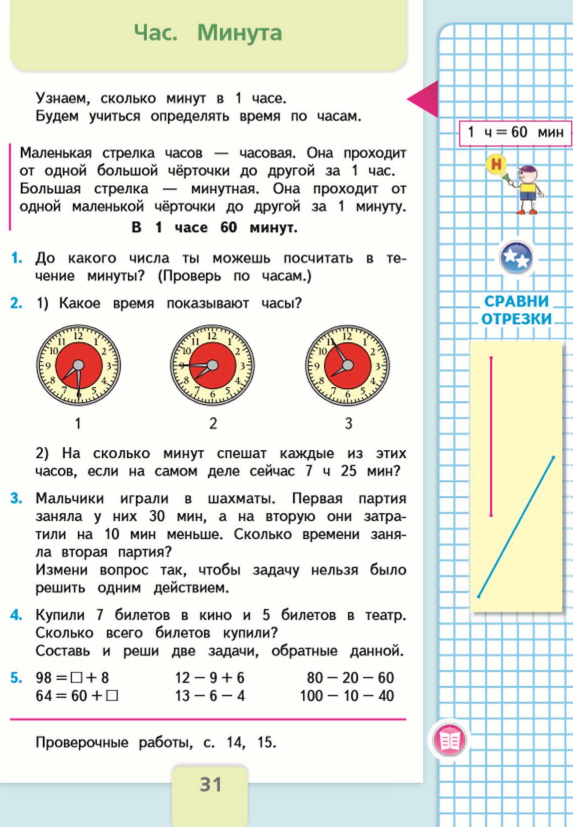 Час. Минута
Узнаем, сколько минут в 1 часе.
Будем учиться определять время по часам.
1 ч = 60 мин
Маленькая стрелка часов — часовая. Она проходит
от одной большой чёрточки до другой за 1 час.
Большая стрелка — минутная. Она проходит от
одной маленькой чёрточки до другой за 1 минуту.
В 1 часе 60 минут.
Н
1. До какого числа ты можешь посчитать в те-
чение минуты? (Проверь по часам.)
2. 1) Какое время показывают часы?
1
2
3
2) На сколько минут спешат каждые из этих
часов, если на самом деле сейчас 7 ч 25 мин?
СРАВНИ
ОТРЕЗКИ
3. Мальчики играли в шахматы. Первая партия
заняла у них 30 мин, а на вторую они затра-
тили на 10 мин меньше. Сколько времени заня-
ла вторая партия?
Измени вопрос так, чтобы задачу нельзя было
решить одним действием.
4. Купили 7 билетов в кино и 5 билетов в театр.
Сколько всего билетов купили?
Составь и реши две задачи, обратные данной.
5. 98 = □ + 8 12 − 9 + 6 80 − 20 − 60
64 = 60 + □ 13 − 6 − 4 100 − 10 − 40
Проверочные работы, с. 14, 15.
31